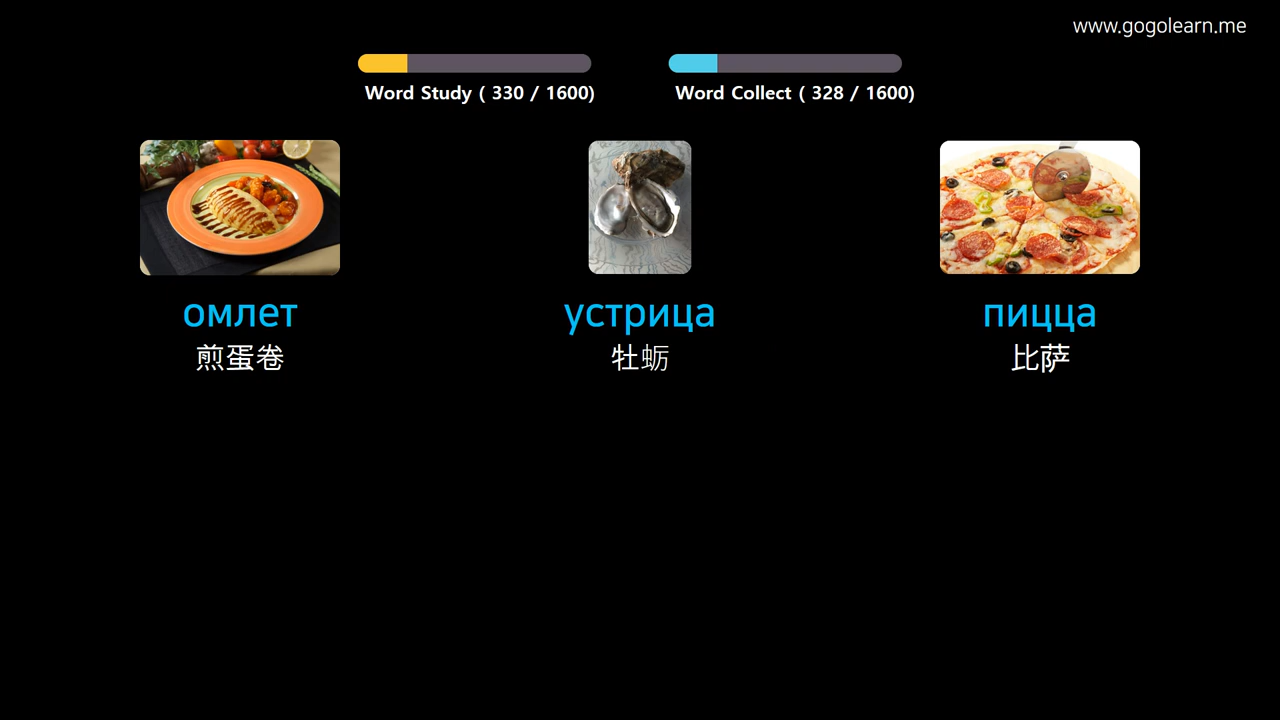 www.gogolearn.me
Word Study ( 330 / 1600)
Word Collect ( 328 / 1600)
омлет
устрица
пицца
煎蛋卷
牡蛎
比萨